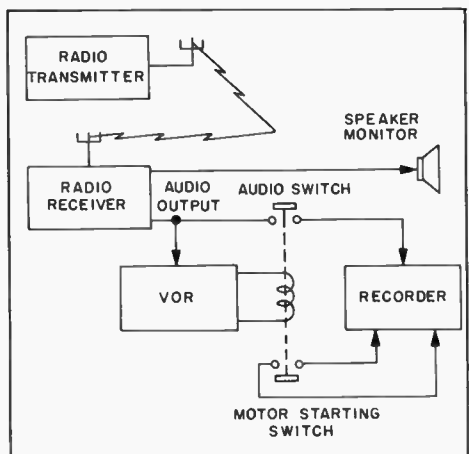 RADIO
TRANSMITTER
SPEAKER
MONITOR
RADIO
RECEIVER
AUDIO
OUTPUT
AUDIO SWITCH
VOR
RECORDER
MOTOR STARTING
SWITCH